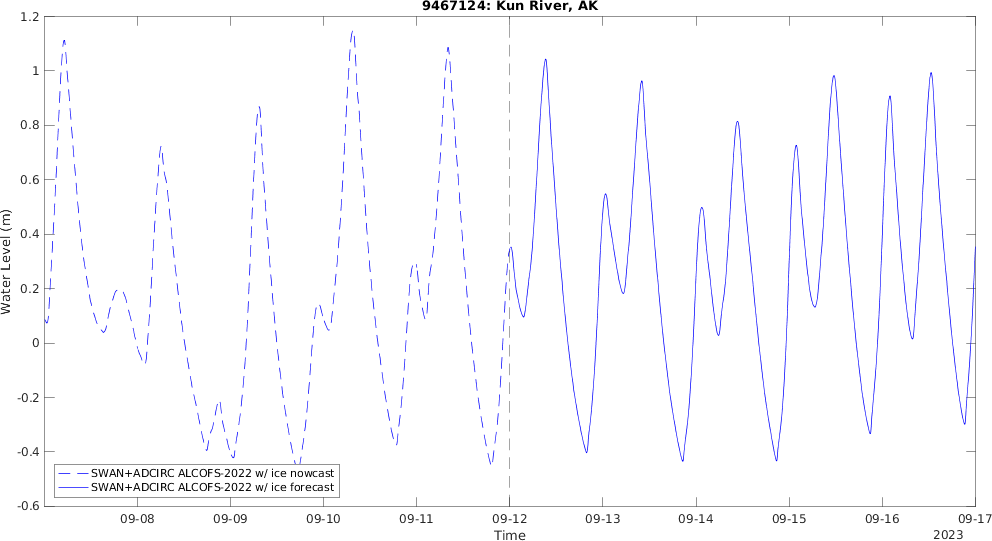 9467124: Kun River, AK
1.2
1
0.8
0.6
0.4
0.2
0
-0.2
-0.4
-0.6
Water Level (m)
SWAN+ADCIRC ALCOFS-2022 w/ ice nowcast
SWAN+ADCIRC ALCOFS-2022 w/ ice forecast
09-08 09-09 09-10 09-11 09-12 09-13 09-14 09-15 09-16 09-17
Time
2023